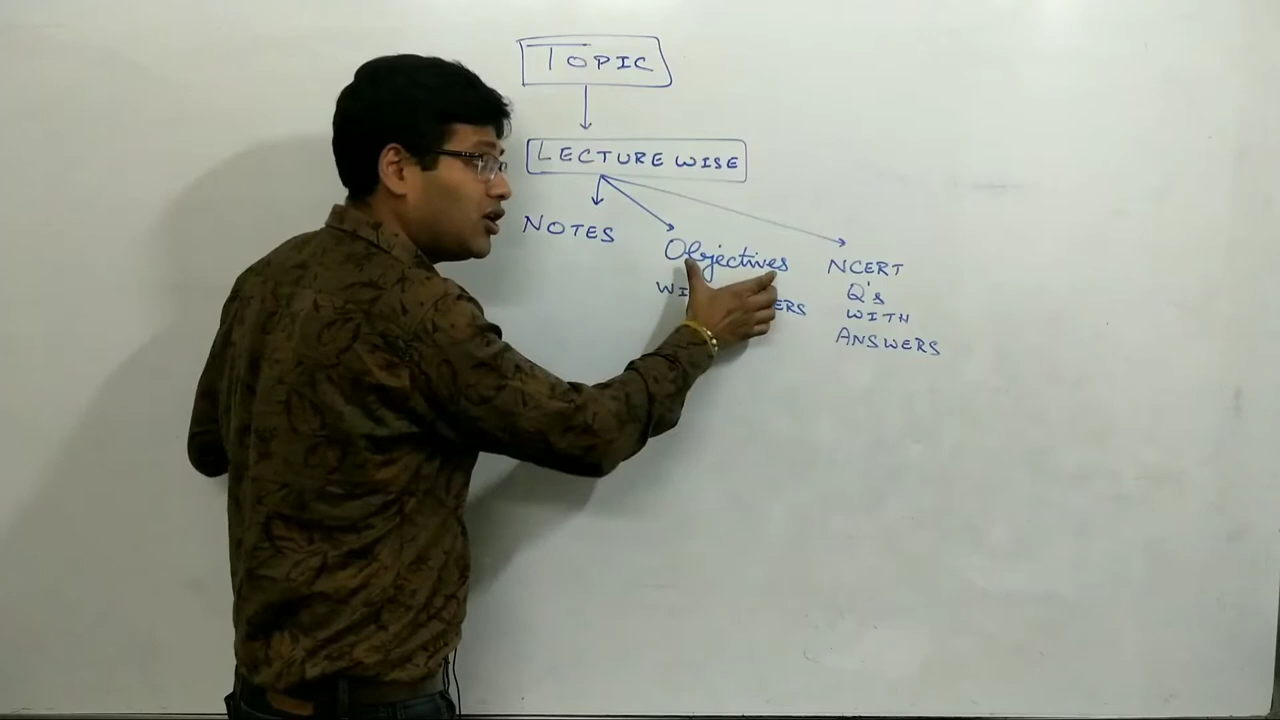 TOPIC
LECTURE WISE
NOTES
Objectives
NCERT
Q's
WITH
ANSWERS